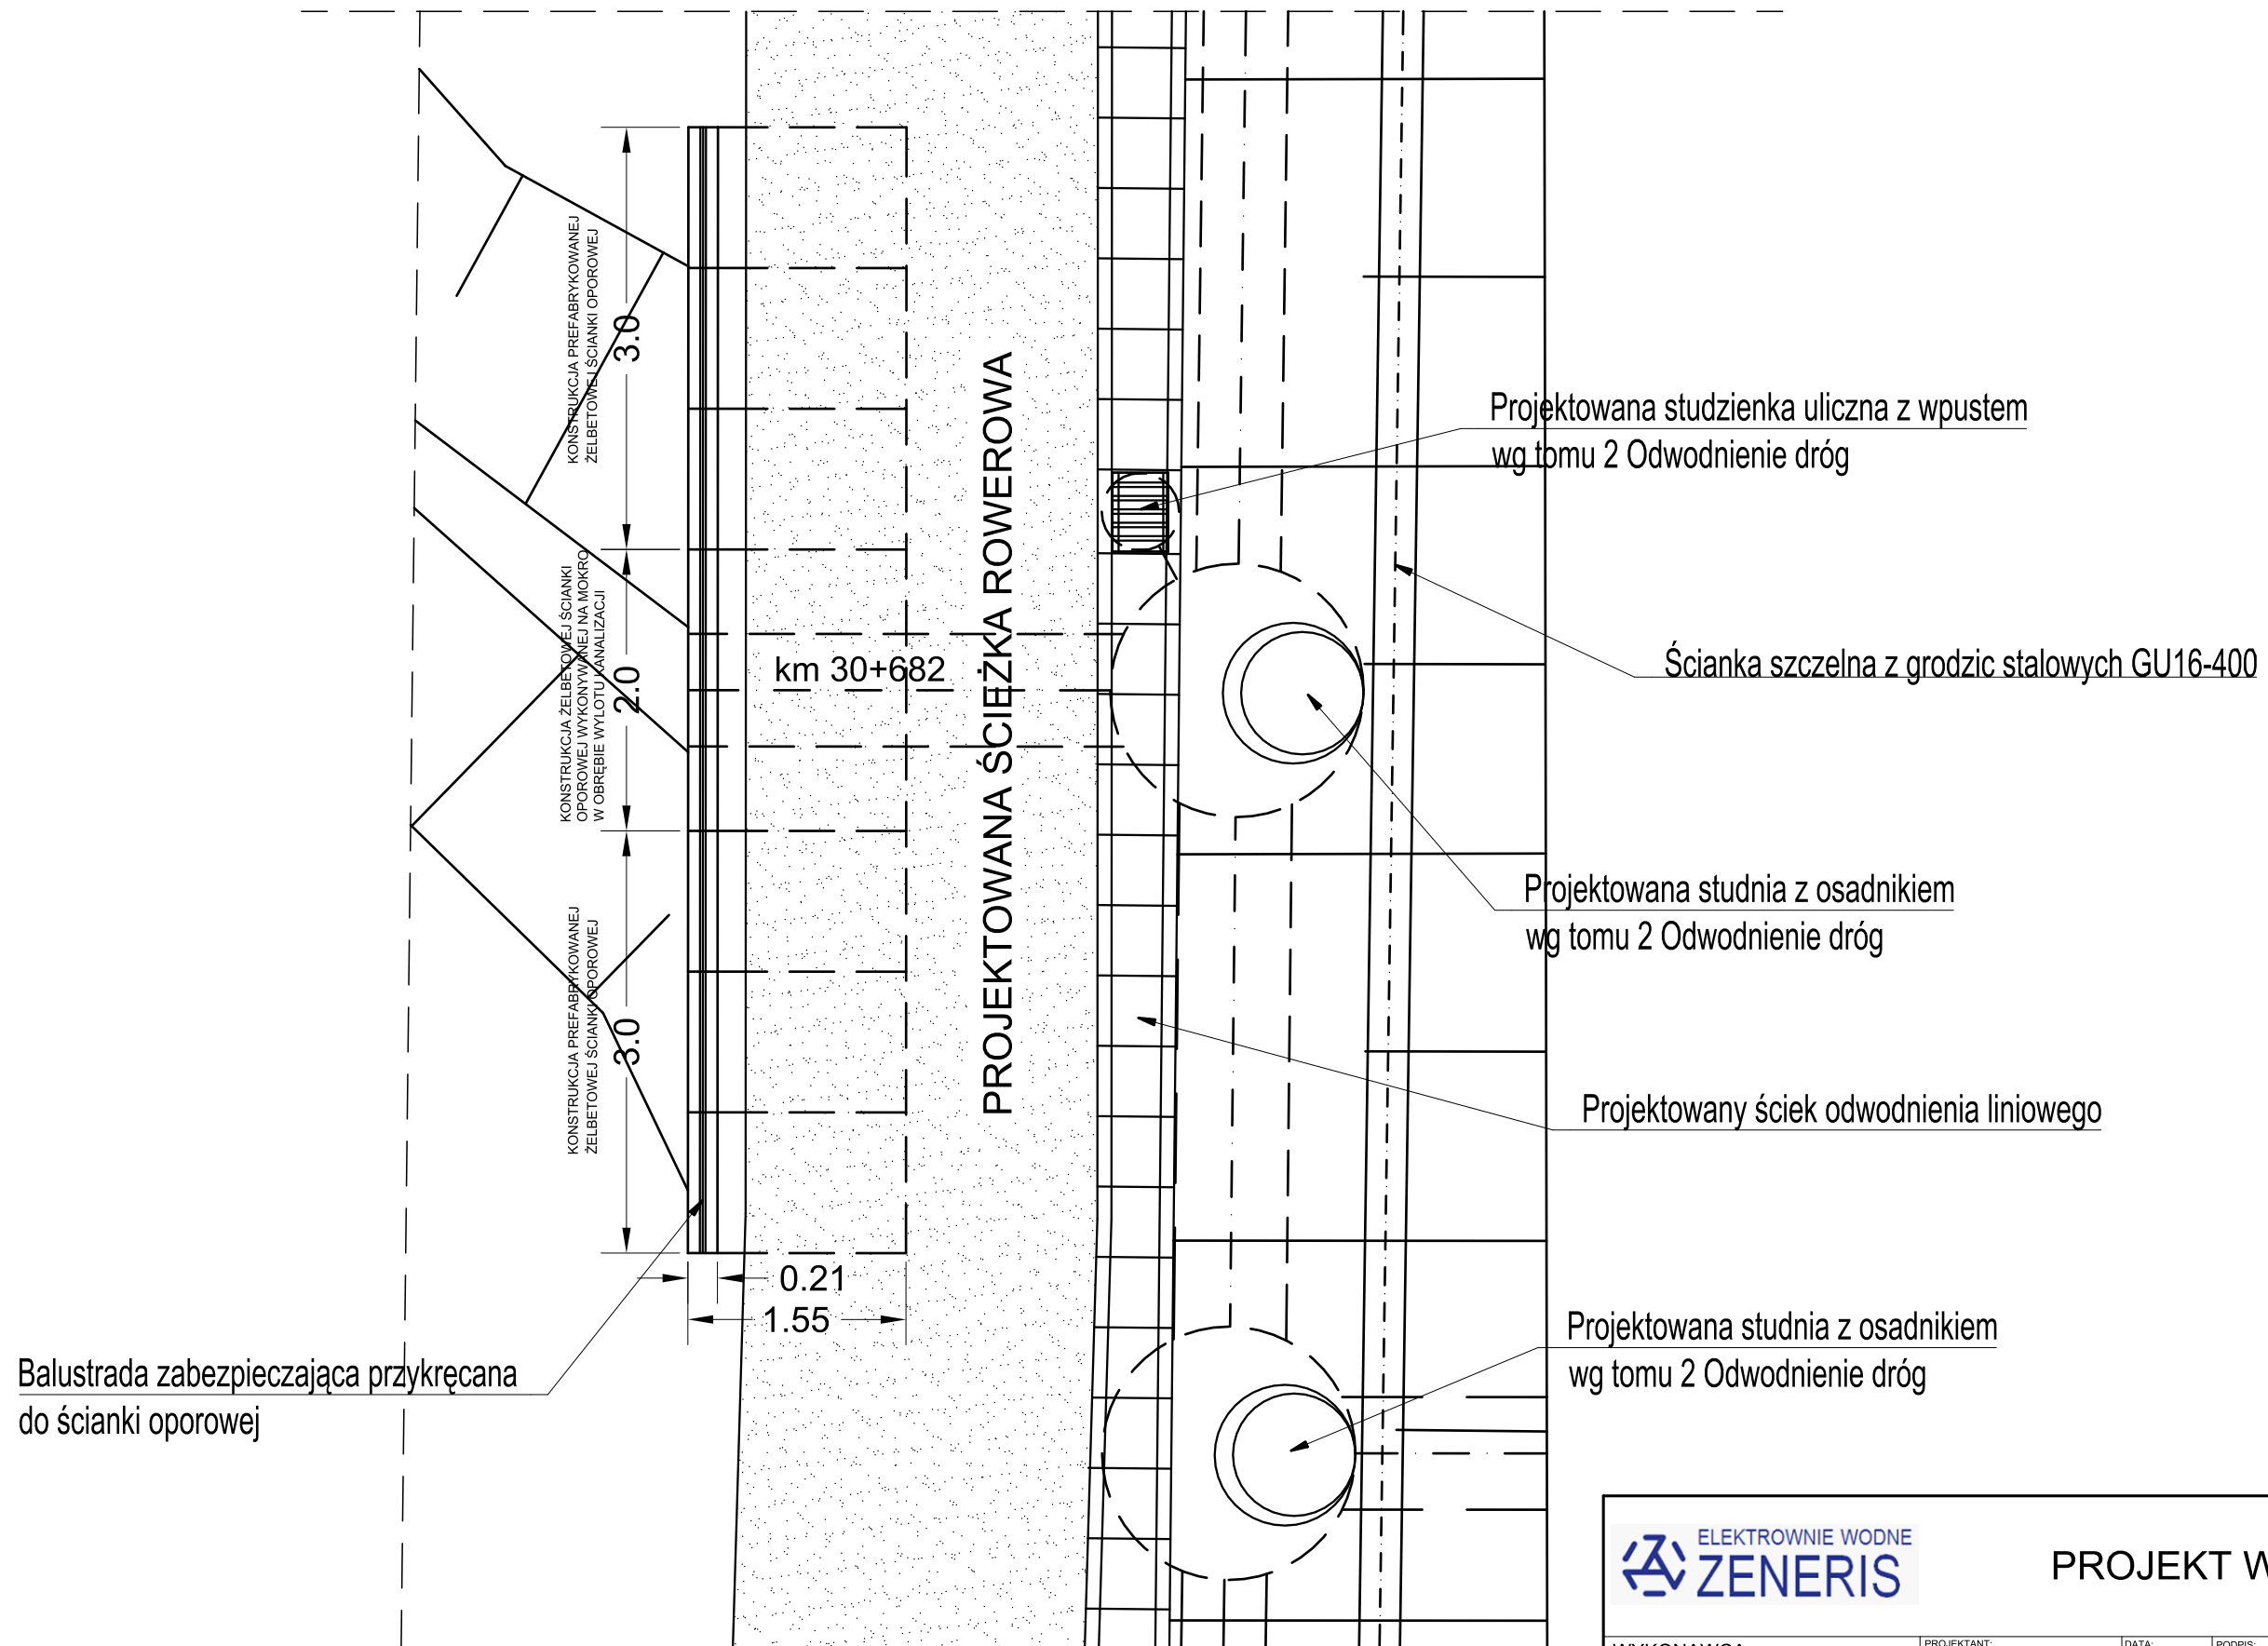 KONSTRUKCJA PREFABRYKOWANEJ
ŻELBETOWEJ ŚCIANKI OPOROWEJ
3.0
KONSTRUKCJA ŻELBETOWEJ ŚCIANKI
OPOROWEJ WYKONYWANEJ NA MOKRO
W OBRĘBIE WYLOTU KANALIZACJI
2.0
KONSTRUKCJA PREFABRYKOWANEJ
ŻELBETOWEJ ŚCIANKI OPOROWEJ
3.0
km 30+682
PROJEKTOWANA ŚCIEŻKA ROWEROWA
0.21
1.55
Projektowana studzienka uliczna z wpustem
wg tomu 2 Odwodnienie dróg
Ścianka szczelna z grodzic stalowych GU16-400
Projektowana studnia z osadnikiem
wg tomu 2 Odwodnienie dróg
Projektowany ściek odwodnienia liniowego
Projektowana studnia z osadnikiem
wg tomu 2 Odwodnienie dróg
Balustrada zabezpieczająca przykręcana
do ścianki oporowej
ELEKTROWNIE WODNE
ZENERIS
PROJEKT W
WYKONAWCA
PROJEKTANT:
DATA:
PODPIS: